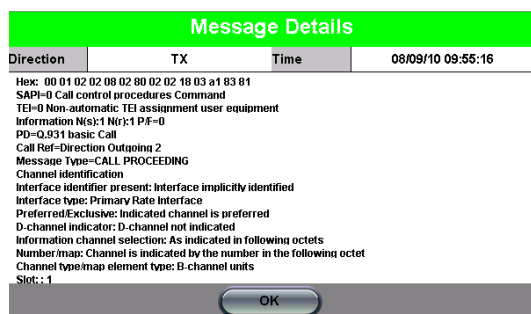 Message Details
Direction TX Time 08/09/10 09:55:16
Hex: 00 01 02 02 08 02 80 02 02 18 03 a1 83 81
SAPI=0 Call control procedures Command
TEI=0 Non-automatic TEI assignment user equipment
Information N(s):1 N(r):1 P/F=0
PD=Q.931 basic Call
Call Ref=Direction Outgoing 2
Message Type=CALL PROCEEDING
Channel identification
Interface identifier present: Interface implicitly identified
Interface type: Primary Rate Interface
Preferred/Exclusive: Indicated channel is preferred
D-channel indicator: D-channel not indicated
Information channel selection: As indicated in following octets
Number/map: Channel is indicated by the number in the following octet
Channel type/map element type: B-channel units
Slot: : 1
OK